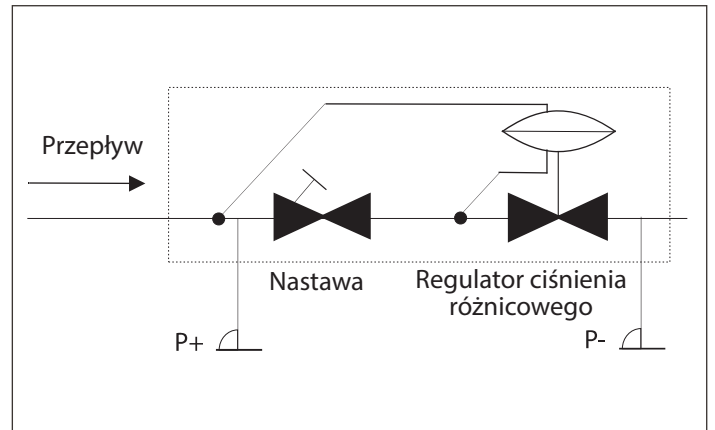 Przepływ
Nastawa
Regulator ciśnienia
różnicowego
P+
P-